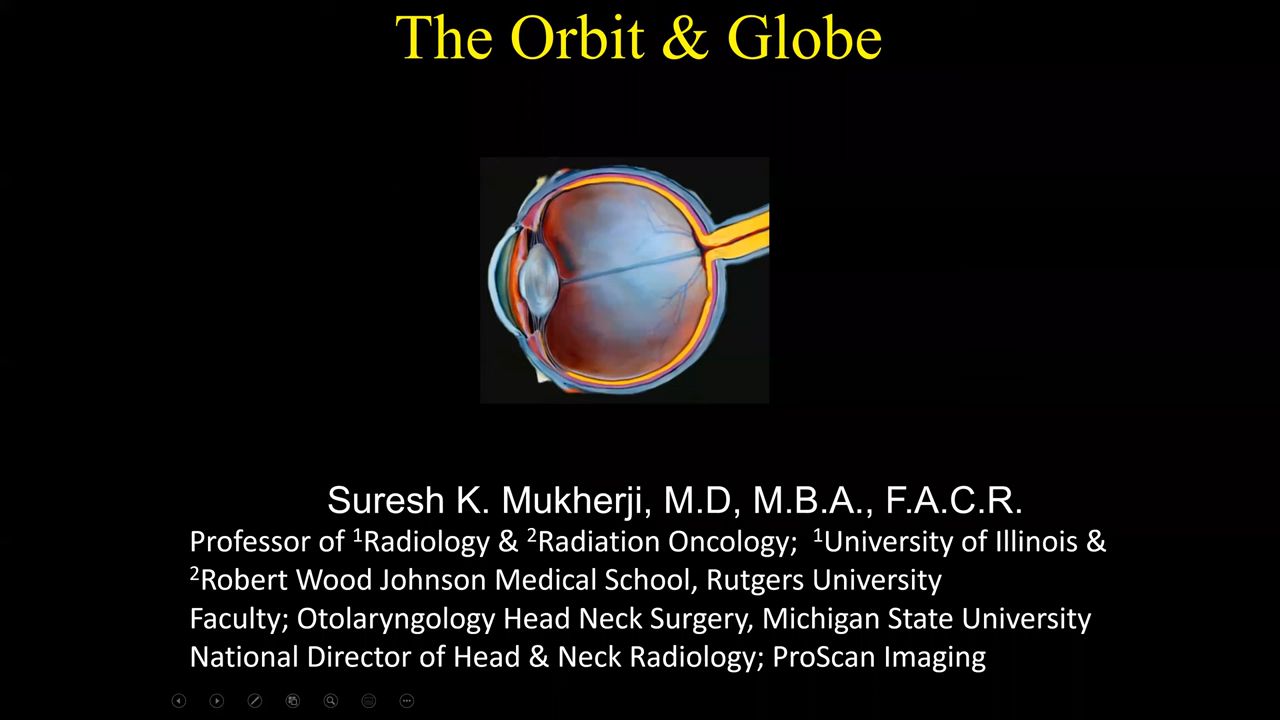 The Orbit & Globe
Suresh K. Mukherji, M.D, M.B.A., F.A.C.R.
Professor of ¹Radiology & ²Radiation Oncology; ¹University of Illinois &
²Robert Wood Johnson Medical School, Rutgers University
Faculty; Otolaryngology Head Neck Surgery, Michigan State University
National Director of Head & Neck Radiology; ProScan Imaging